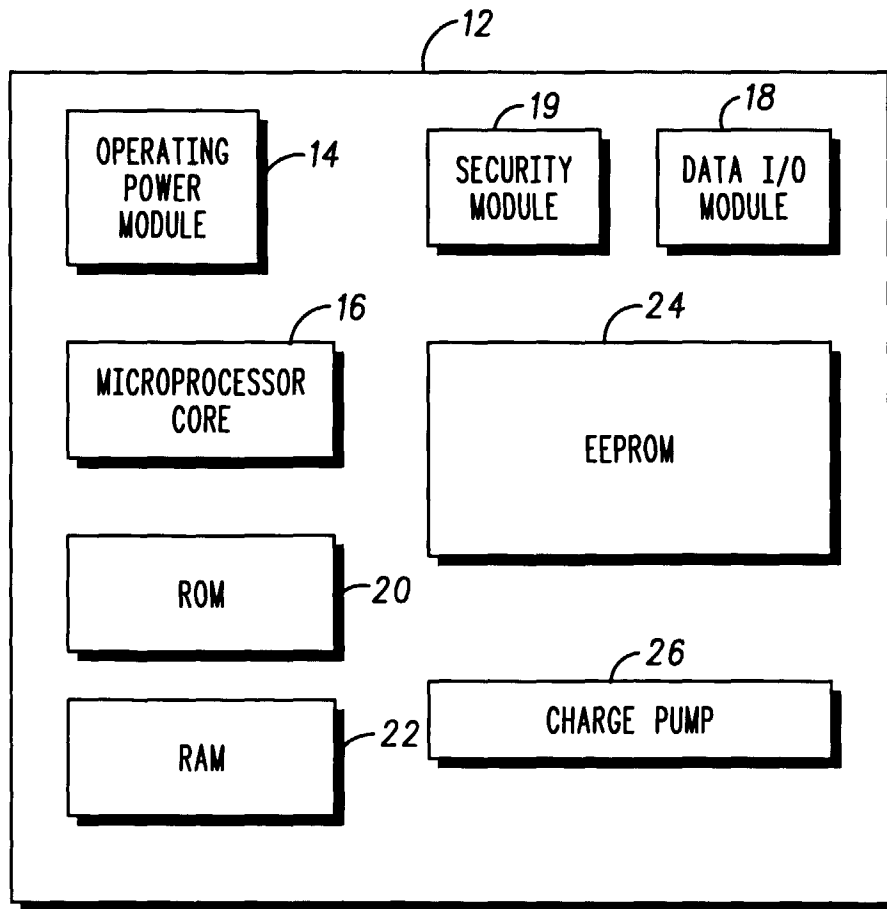 12
OPERATING
POWER
MODULE
14
19
SECURITY
MODULE
18
DATA I/O
MODULE
16
MICROPROCESSOR
CORE
24
EEPROM
ROM
20
26
CHARGE PUMP
RAM
22